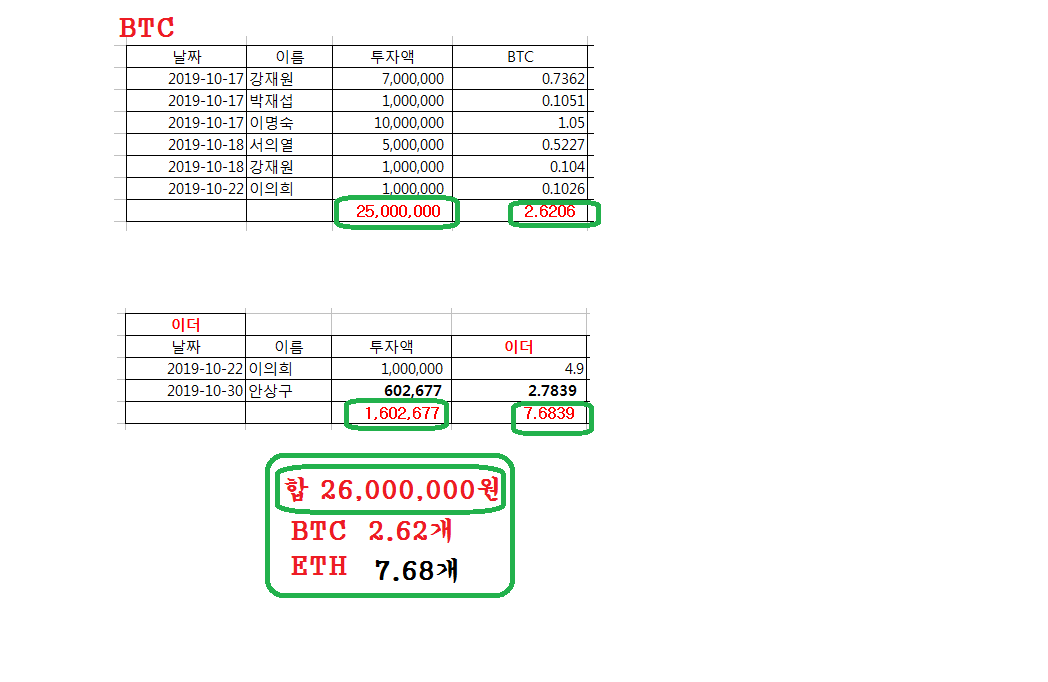 BTC
날짜 이름 투자액 BTC
2019-10-17 강재원 7,000,000 0.7362
2019-10-17 박재섭 1,000,000 0.1051
2019-10-17 이명숙 10,000,000 1.05
2019-10-18 서의열 5,000,000 0.5227
2019-10-18 강재원 1,000,000 0.104
2019-10-22 이의희 1,000,000 0.1026
25,000,000 2.6206
이더
날짜 이름 투자액 이더
2019-10-22 이의희 1,000,000 4.9
2019-10-30 안상구 602,677 2.7839
1,602,677 7.6839
합 26,000,000원
BTC 2.62개
ETH 7.68개